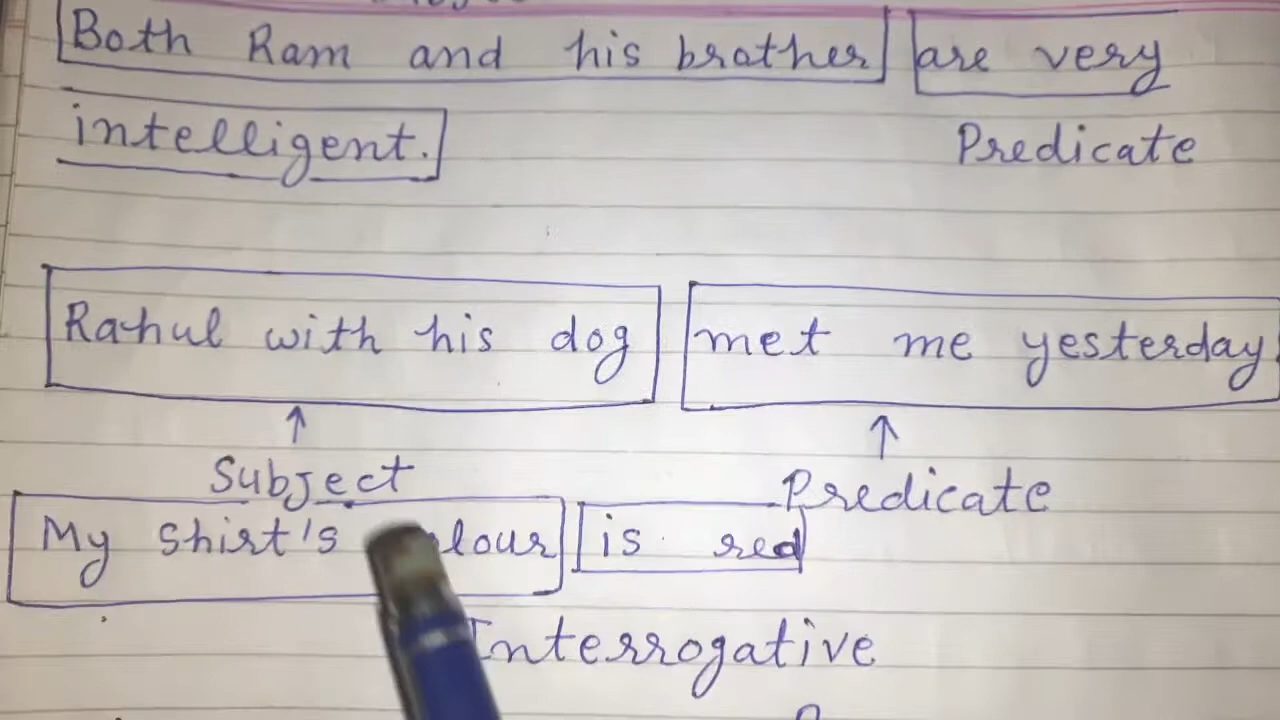 Both Ram and his brother are very
intelligent. Predicate
Rahul with his dog met me yesterday
Subject Predicate
My shirt's is red
Interrogative